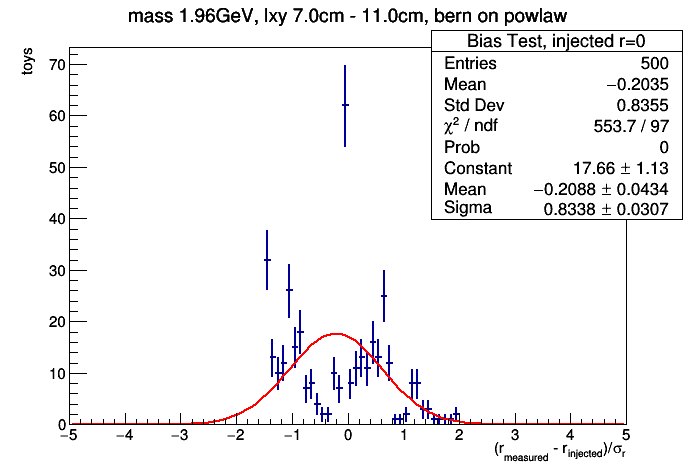 mass 1.96GeV, lxy 7.0cm - 11.0cm, bern on powlaw
Bias Test, injected r=0
Entries 500
Mean −0.2035
Std Dev 0.8355
χ² / ndf 553.7 / 97
Prob 0
Constant 17.66 ± 1.13
Mean −0.2088 ± 0.0434
Sigma 0.8338 ± 0.0307
toys
70
60
50
40
30
20
10
0
−5 −4 −3 −2 −1 0 1 2 3 4 5
(r_measured - r_injected)/σ_r